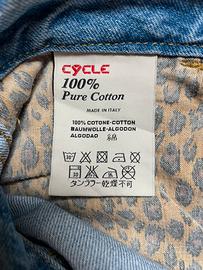 CYCLE
100%
Pure Cotton
MADE IN ITALY
100% COTONE-COTTON
BAUMWOLLE-ALGODON
ALGODAO 綿
タンブラー乾燥不可